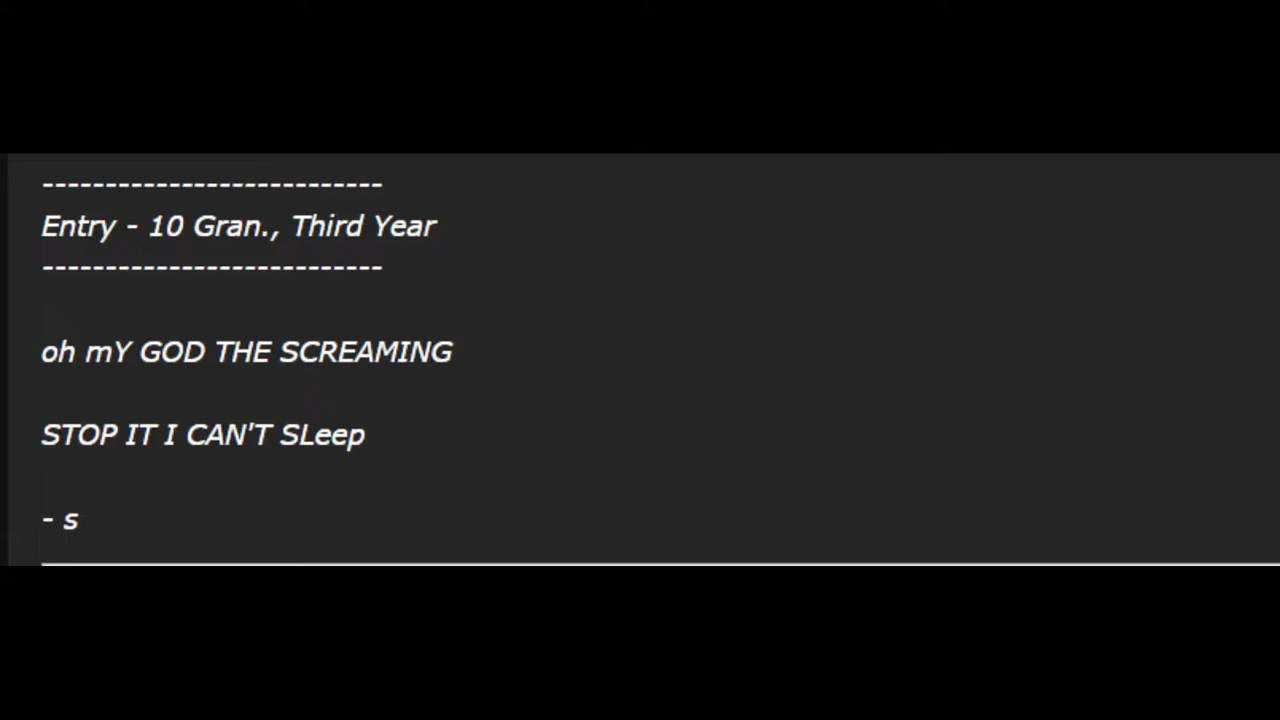 ---------------------------
Entry - 10 Gran., Third Year
---------------------------
oh mY GOD THE SCREAMING
STOP IT I CAN'T SLeep
- s